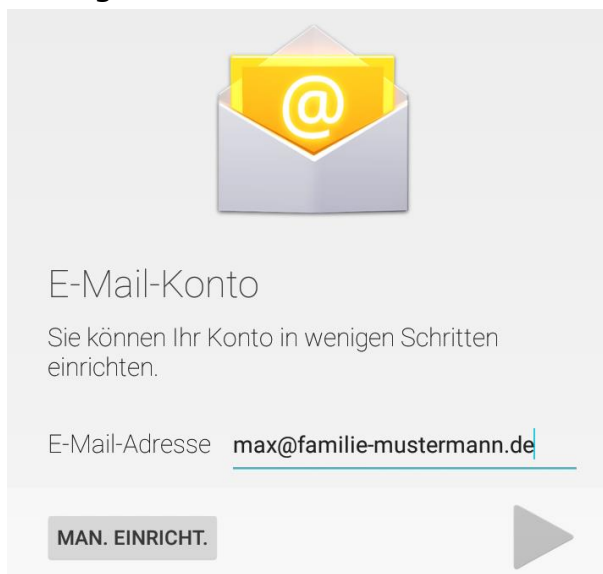 @
E-Mail-Konto
Sie können Ihr Konto in wenigen Schritten
einrichten.
E-Mail-Adresse max@familie-mustermann.de
MAN. EINRICHT.